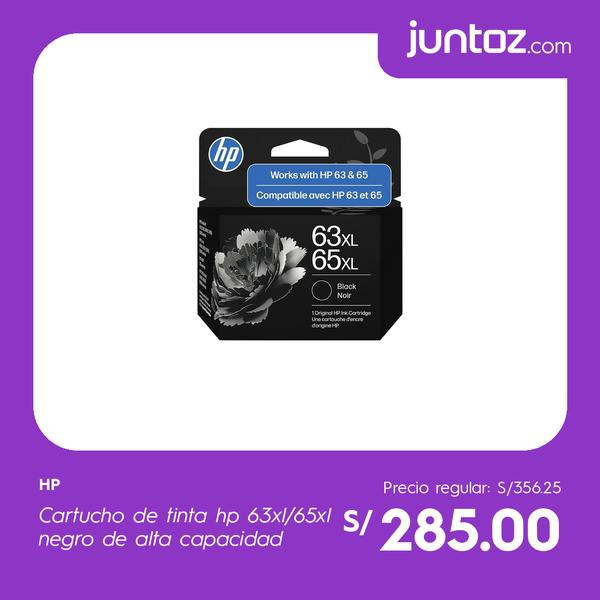 juntoz.com
hp
Works with HP 63 & 65
Compatible avec HP 63 et 65
63XL
65XL
Black
Noir
1 Original HP Ink Cartridge
Une cartouche d'encre
d'origine HP
HP
Precio regular: S/356.25
Cartucho de tinta hp 63xl/65xl
negro de alta capacidad
S/ 285.00